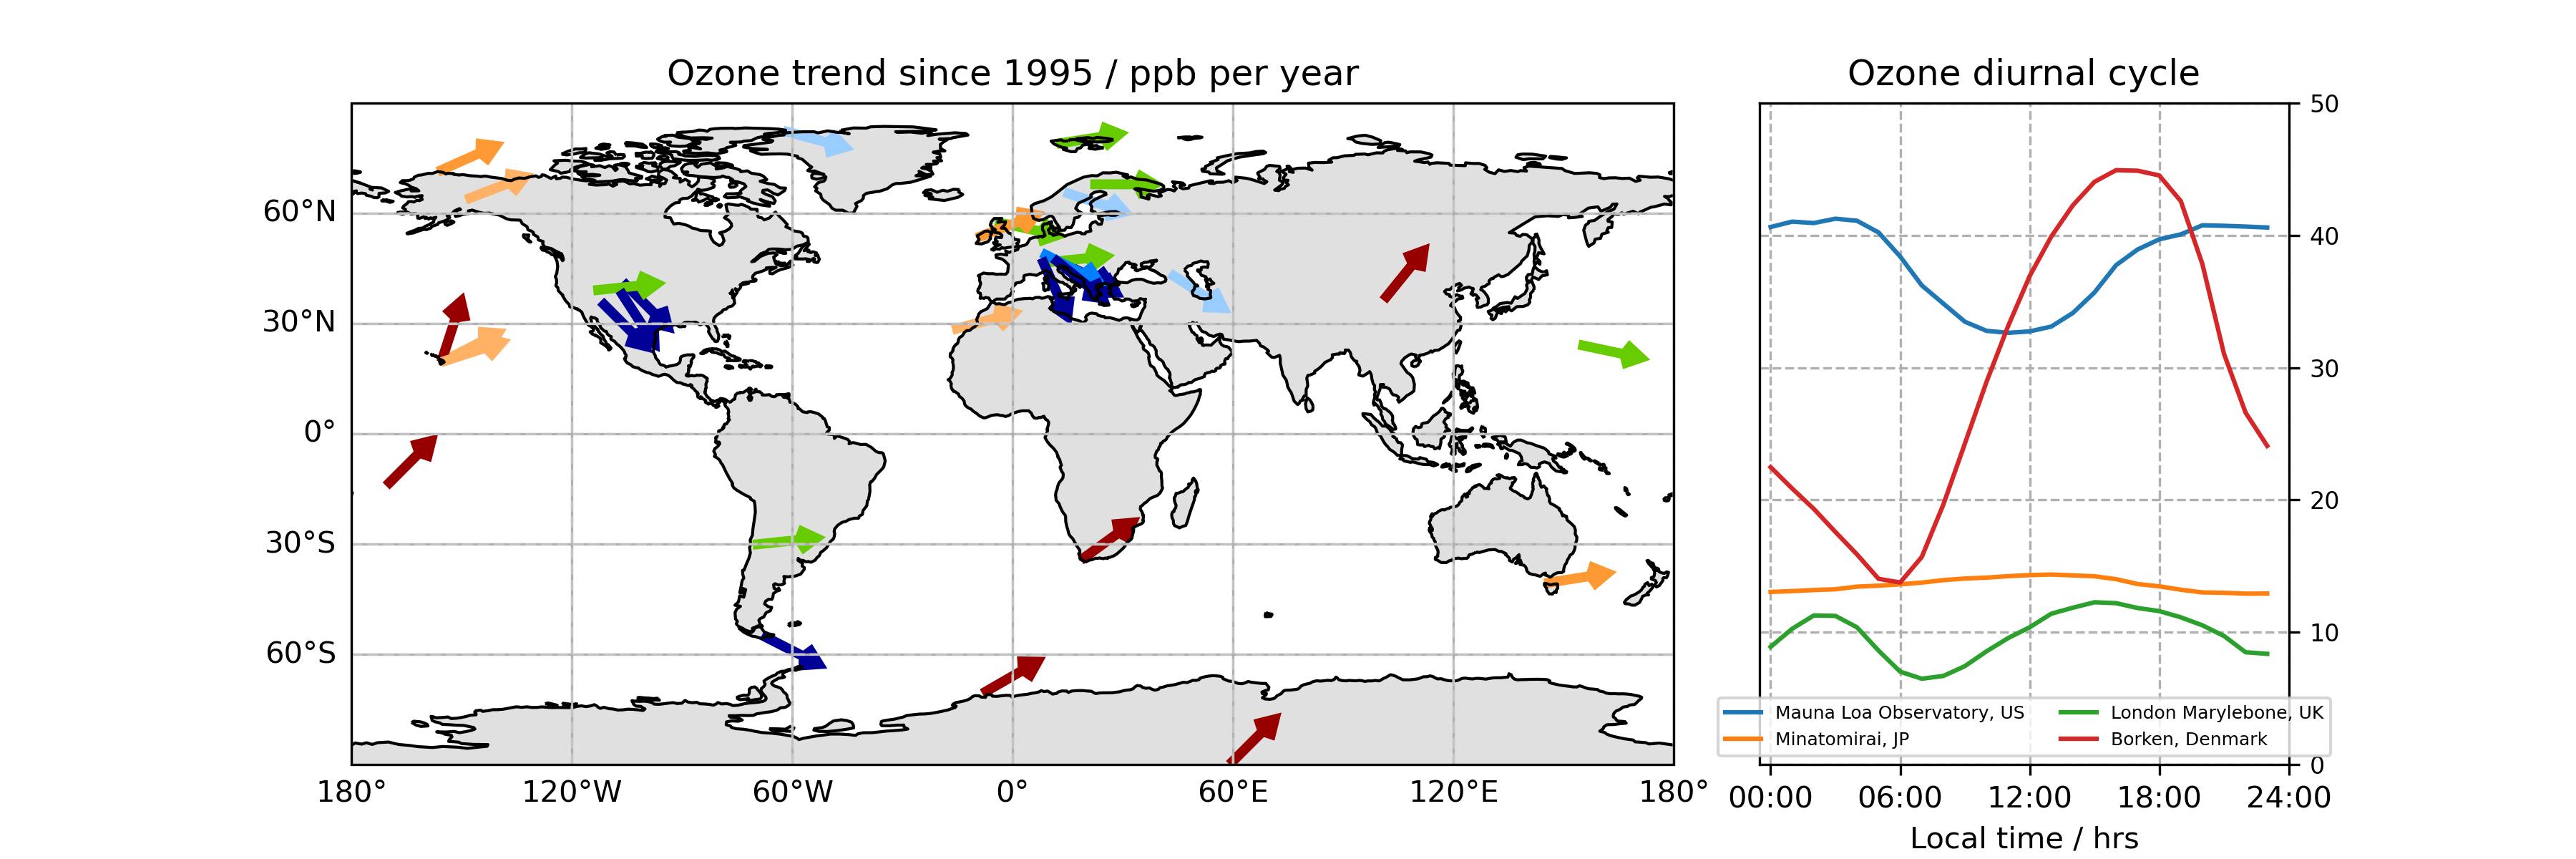 Ozone trend since 1995 / ppb per year
60°N
30°N
0°
30°S
60°S
180°
120°W
60°W
0°
60°E
120°E
180°
Ozone diurnal cycle
50
40
30
20
10
0
Mauna Loa Observatory, US
Minatomirai, JP
London Marylebone, UK
Borken, Denmark
00:00
06:00
12:00
18:00
24:00
Local time / hrs